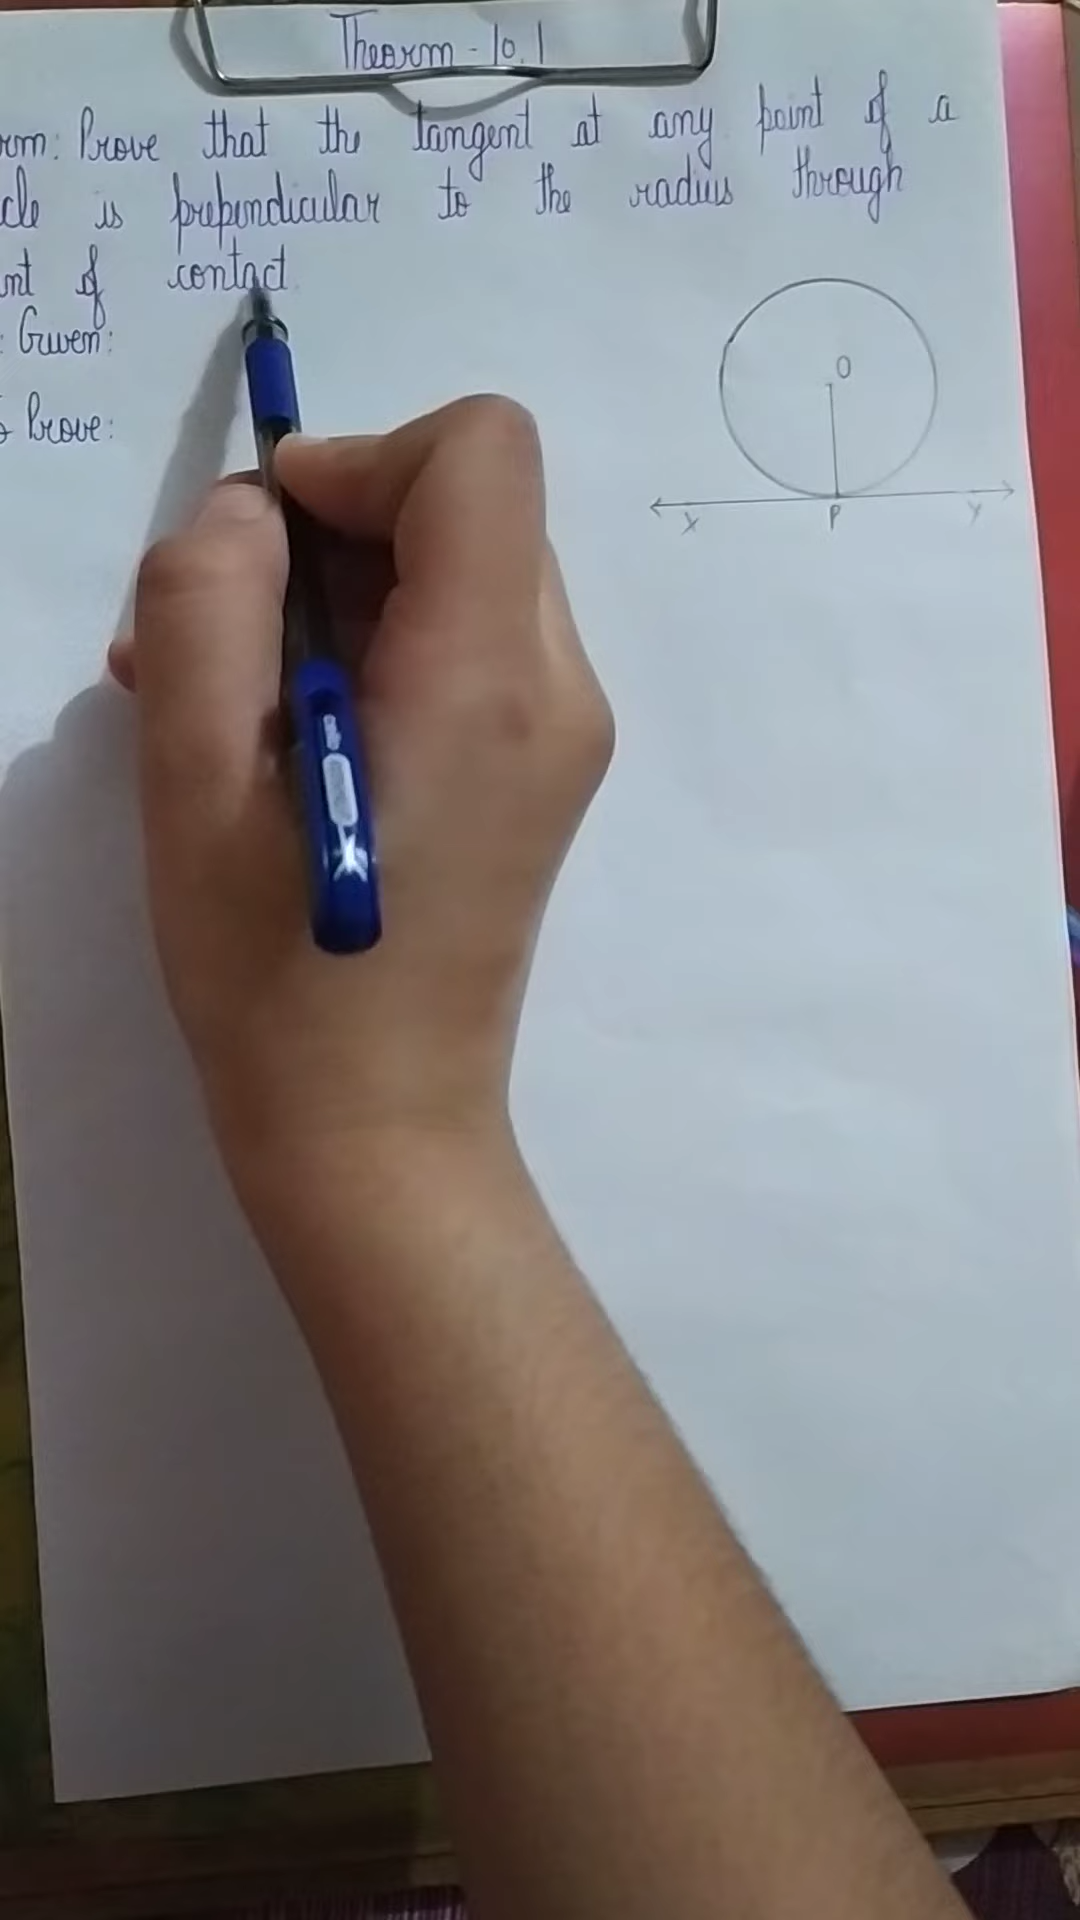 Theorm - 10.1
rm: Prove that the tangent at any point of a
cle is prependicular to the radius through
nt of contact.
: Given:
Prove:
O
X P Y
cello